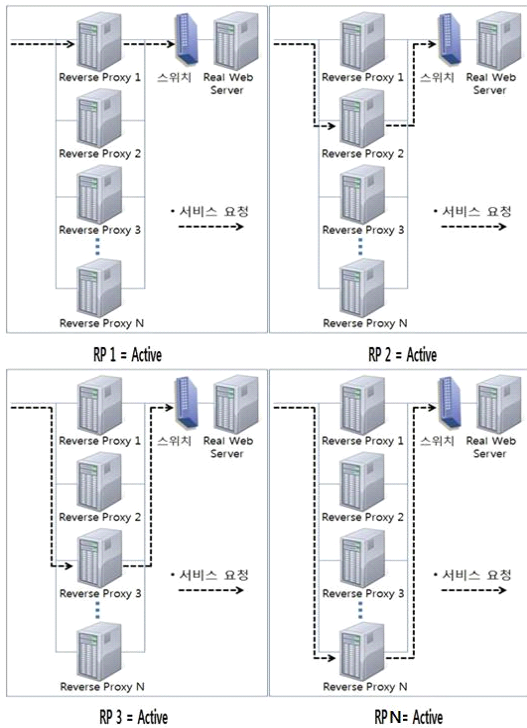 Reverse Proxy 1
스위치
Real Web
Server
Reverse Proxy 2
Reverse Proxy 3
• 서비스 요청
Reverse Proxy N
RP 1 = Active
Reverse Proxy 1
스위치
Real Web
Server
Reverse Proxy 2
Reverse Proxy 3
• 서비스 요청
Reverse Proxy N
RP 2 = Active
Reverse Proxy 1
스위치
Real Web
Server
Reverse Proxy 2
Reverse Proxy 3
• 서비스 요청
Reverse Proxy N
RP 3 = Active
Reverse Proxy 1
스위치
Real Web
Server
Reverse Proxy 2
Reverse Proxy 3
• 서비스 요청
Reverse Proxy N
RP N= Active